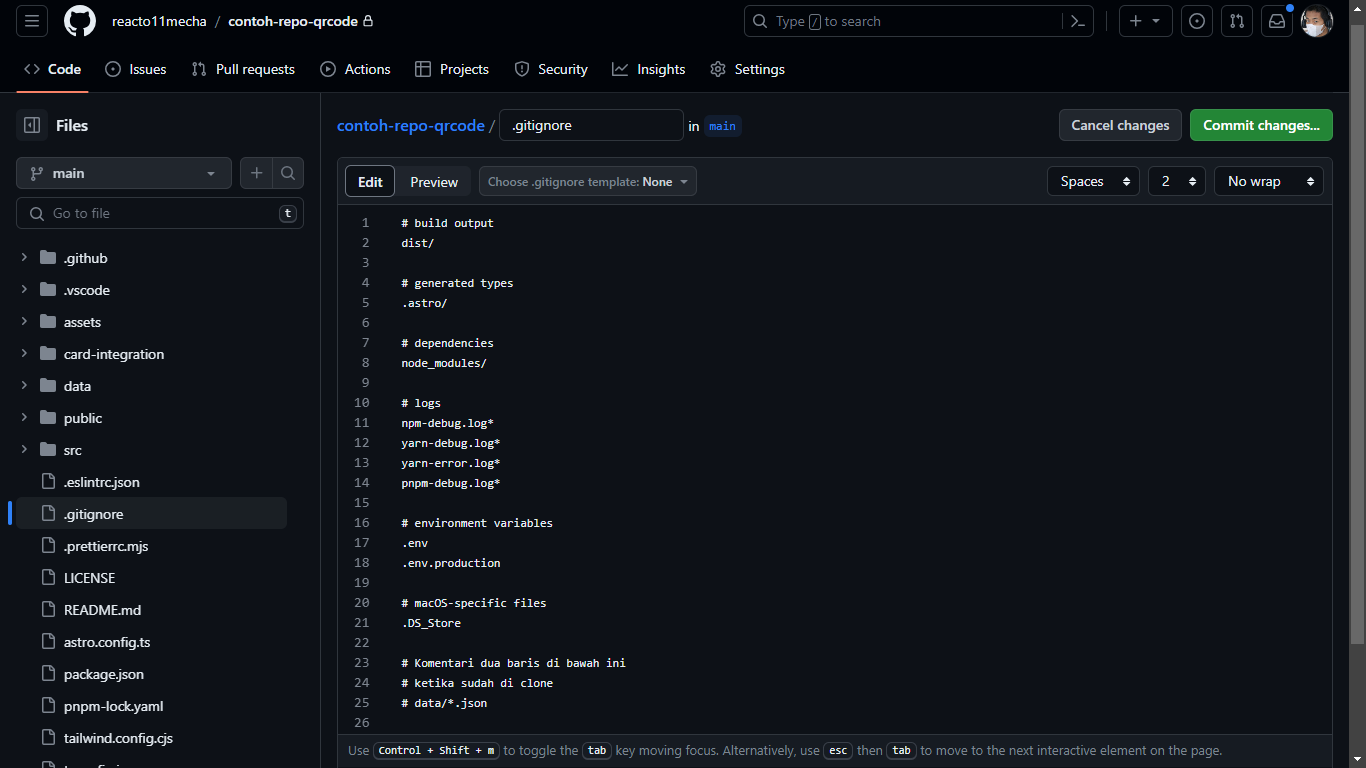 reacto11mecha / contoh-repo-qrcode
Type / to search
Code
Issues
Pull requests
Actions
Projects
Security
Insights
Settings
Files
main
Go to file
t
.github
.vscode
assets
card-integration
data
public
src
.eslintrc.json
.gitignore
.prettierrc.mjs
LICENSE
README.md
astro.config.ts
package.json
pnpm-lock.yaml
tailwind.config.cjs
contoh-repo-qrcode / .gitignore in main
Cancel changes
Commit changes...
Edit
Preview
Choose .gitignore template: None
Spaces
2
No wrap
1 # build output
2 dist/
3
4 # generated types
5 .astro/
6
7 # dependencies
8 node_modules/
9
10 # logs
11 npm-debug.log*
12 yarn-debug.log*
13 yarn-error.log*
14 pnpm-debug.log*
15
16 # environment variables
17 .env
18 .env.production
19
20 # macOS-specific files
21 .DS_Store
22
23 # Komentari dua baris di bawah ini
24 # ketika sudah di clone
25 # data/*.json
26
Use Control + Shift + m to toggle the tab key moving focus. Alternatively, use esc then tab to move to the next interactive element on the page.